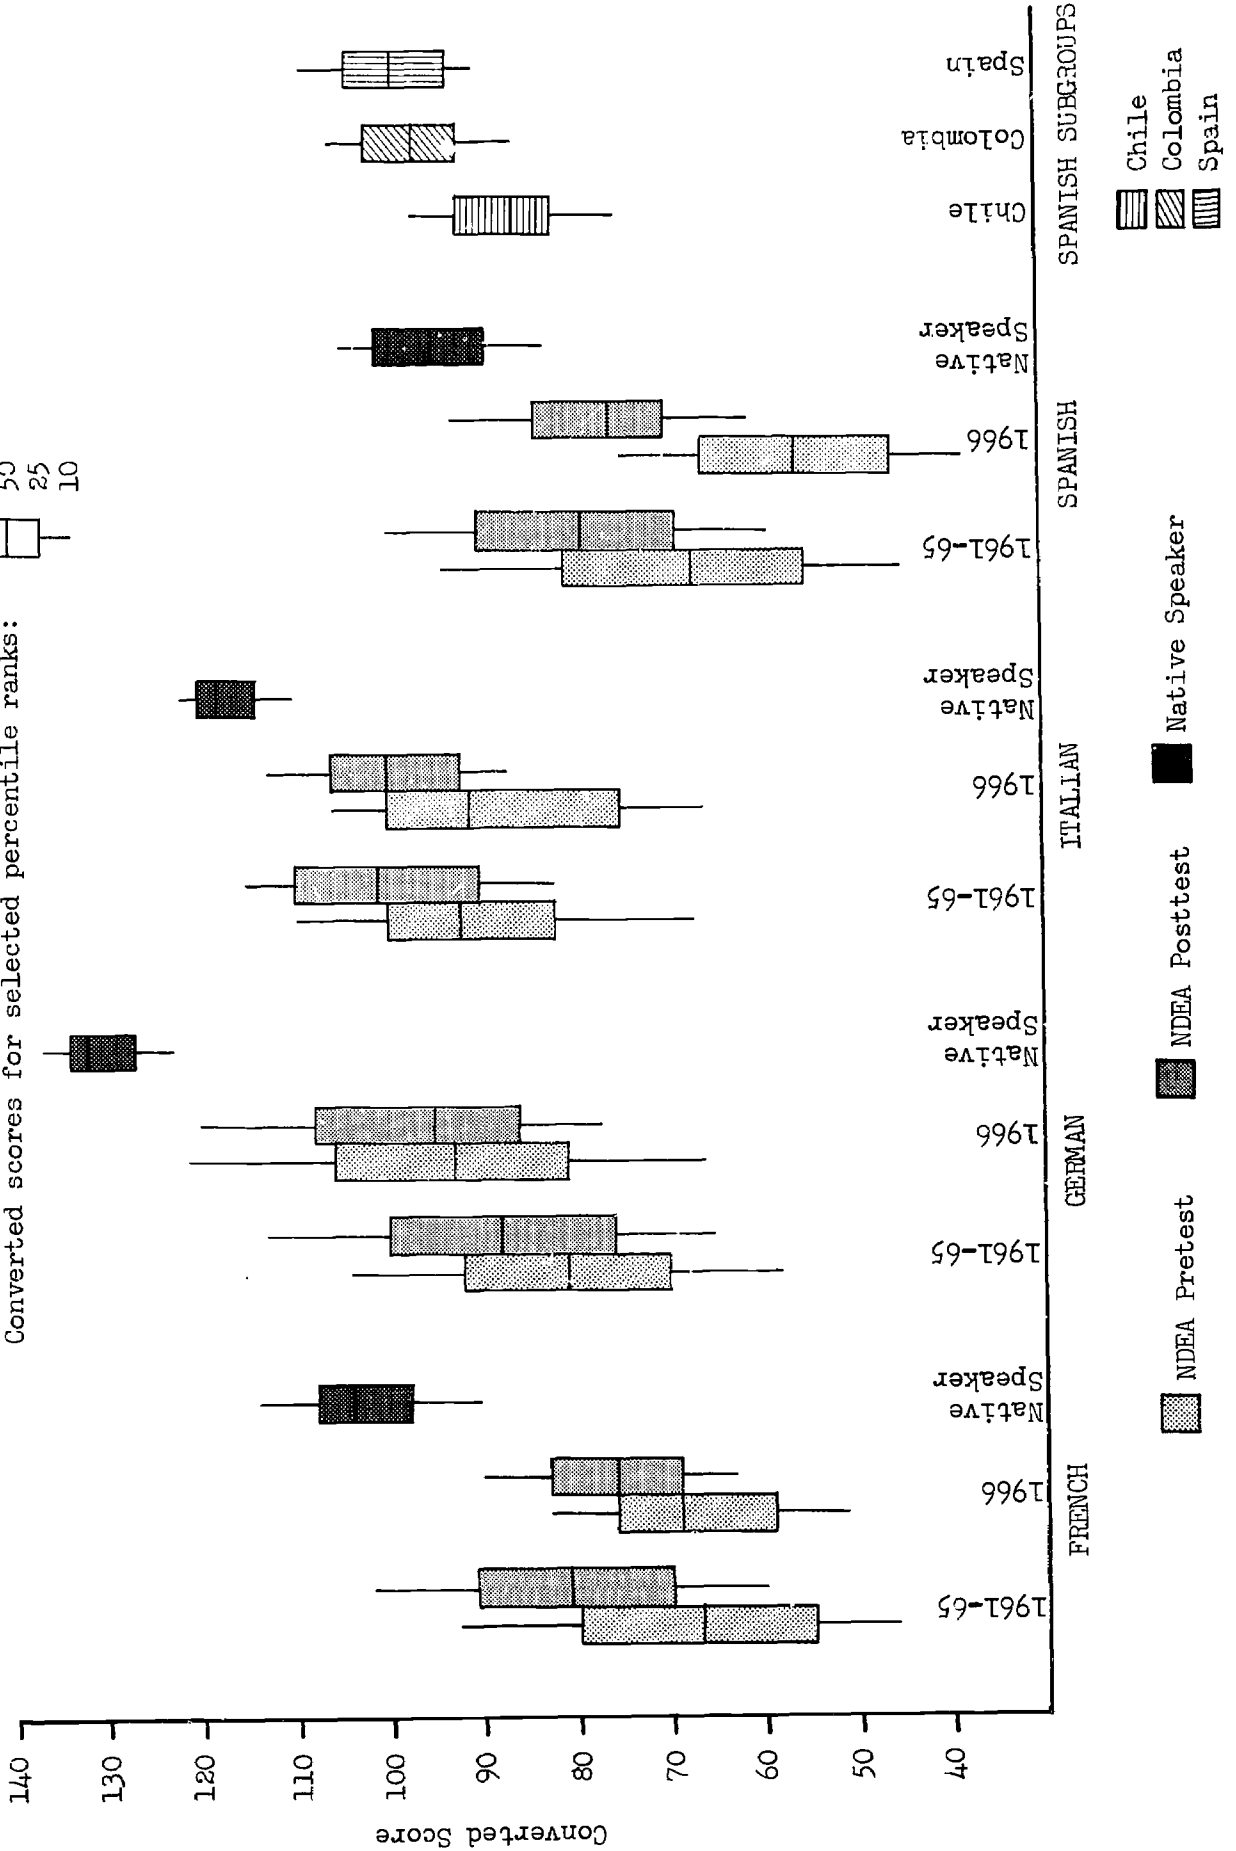 Converted scores for selected percentile ranks:
50
25
10
140
130
120
110
100
90
80
70
60
50
40
Converted Score
1961-65
1966
Native
Speaker
1961-65
1966
Native
Speaker
1961-65
1966
Native
Speaker
1961-65
1966
Native
Speaker
Chile
Colombia
Spain
FRENCH
GERMAN
ITALIAN
SPANISH
SPANISH SUBGROUPS
NDEA Pretest
NDEA Posttest
Native Speaker
Chile
Colombia
Spain